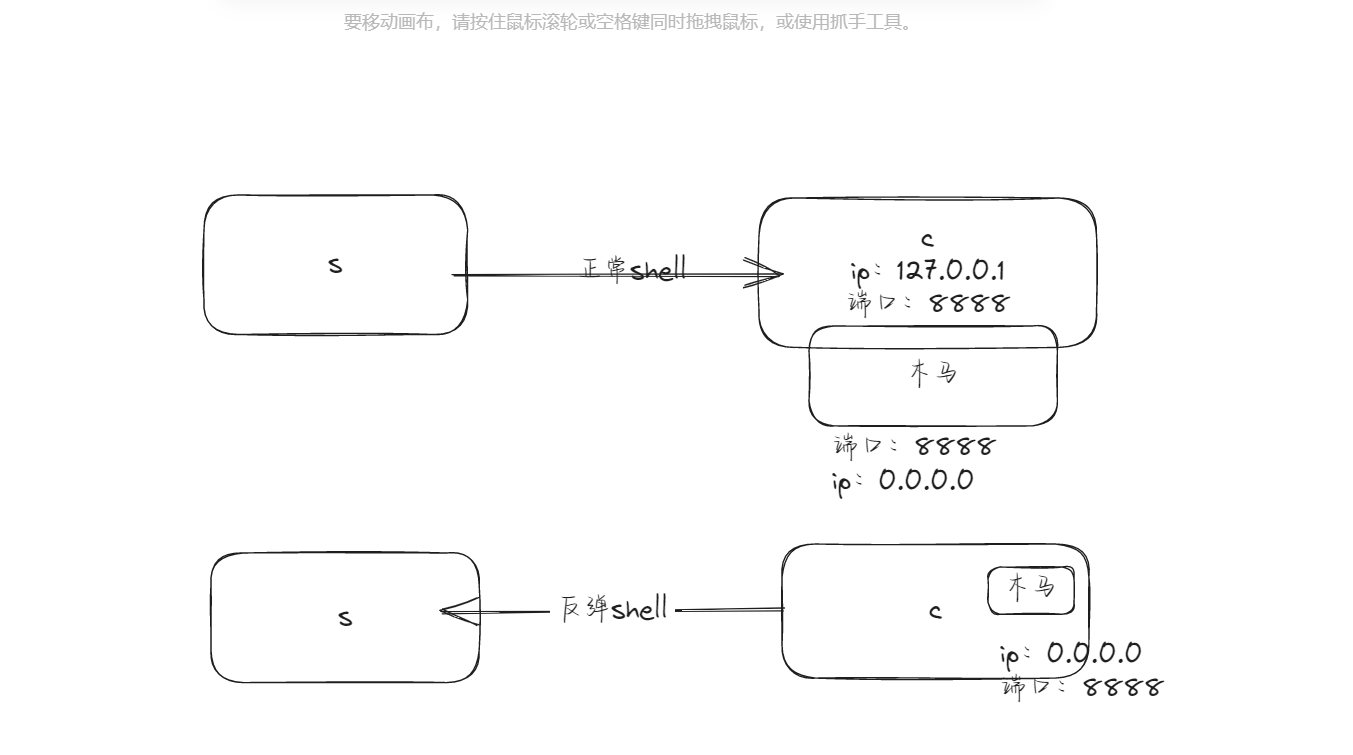 要移动画布，请按住鼠标滚轮或空格键同时拖拽鼠标，或使用抓手工具。
s
正常shell
c
ip：127.0.0.1
端口：8888
木马
端口：8888
ip：0.0.0.0
s
反弹shell
c
木马
ip：0.0.0.0
端口：8888